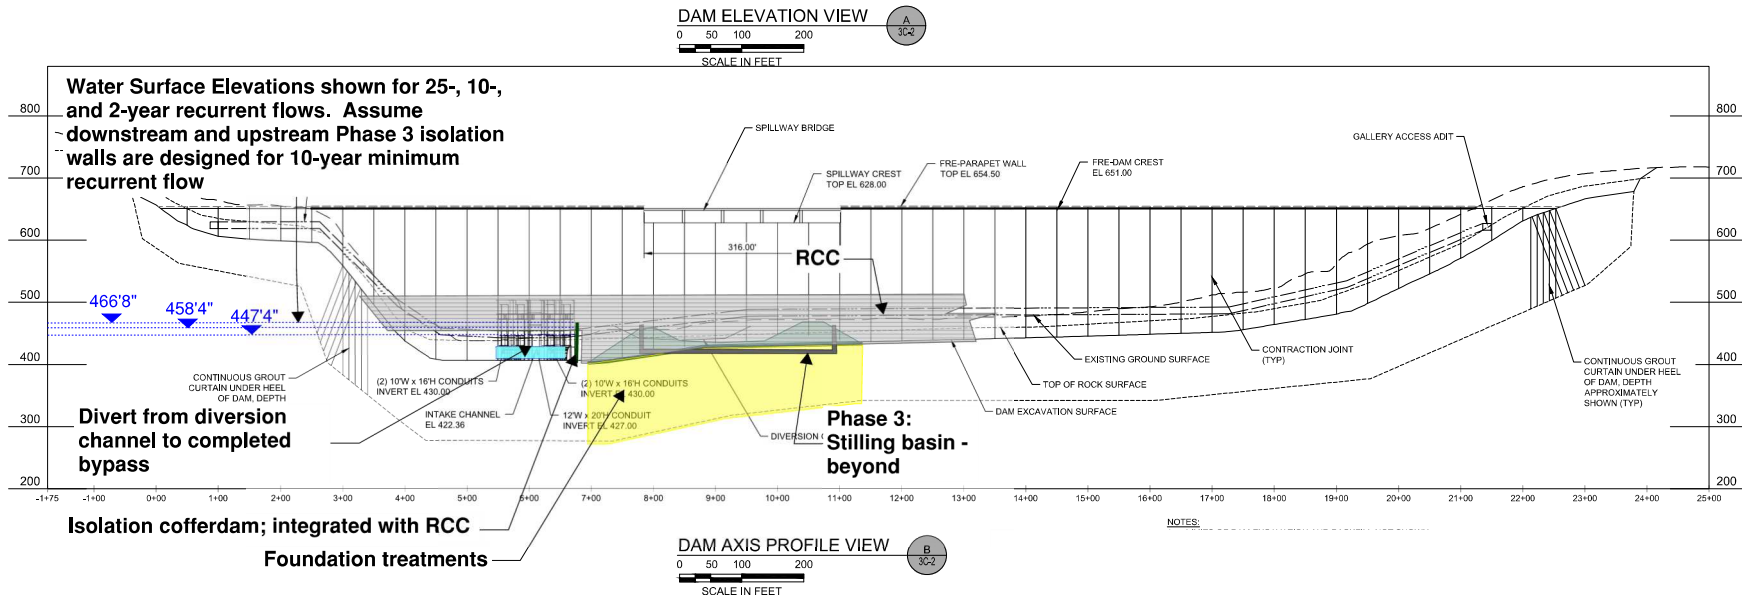 DAM ELEVATION VIEW
A
3C-2
0 50 100 200
SCALE IN FEET
Water Surface Elevations shown for 25-, 10-,
and 2-year recurrent flows. Assume
downstream and upstream Phase 3 isolation
walls are designed for 10-year minimum
recurrent flow
800
700
600
500
400
300
200
800
700
600
500
400
300
200
SPILLWAY BRIDGE
SPILLWAY CREST
TOP EL 628.00
FRE-PARAPET WALL
TOP EL 654.50
FRE-DAM CREST
EL 651.00
GALLERY ACCESS ADIT
316.00'
RCC
466'8"
458'4"
447'4"
CONTINUOUS GROUT
CURTAIN UNDER HEEL
OF DAM, DEPTH
(2) 10'W x 16'H CONDUITS
INVERT EL 430.00
(2) 10'W x 16'H CONDUITS
INVERT EL 430.00
INTAKE CHANNEL
EL 422.36
12'W x 20'H CONDUIT
INVERT EL 427.00
EXISTING GROUND SURFACE
TOP OF ROCK SURFACE
DAM EXCAVATION SURFACE
CONTRACTION JOINT
(TYP)
CONTINUOUS GROUT
CURTAIN UNDER HEEL
OF DAM, DEPTH
APPROXIMATELY
SHOWN (TYP)
Divert from diversion
channel to completed
bypass
DIVERSION
Phase 3:
Stilling basin -
beyond
-1+75 -1+00 0+00 1+00 2+00 3+00 4+00 5+00 6+00 7+00 8+00 9+00 10+00 11+00 12+00 13+00 14+00 15+00 16+00 17+00 18+00 19+00 20+00 21+00 22+00 23+00 24+00 25+00
Isolation cofferdam; integrated with RCC
Foundation treatments
NOTES:
DAM AXIS PROFILE VIEW
B
3C-2
0 50 100 200
SCALE IN FEET